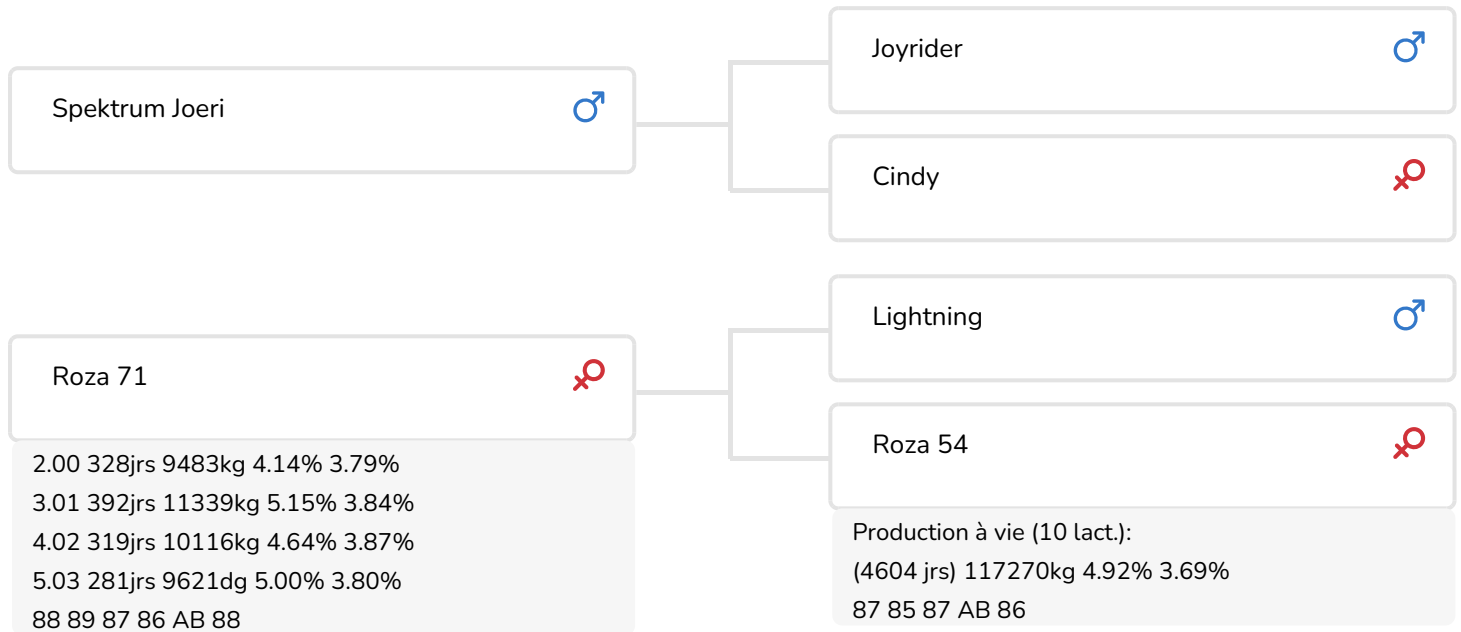 Spektrum Joeri
Joyrider
Cindy
Roza 71
2.00 328jrs 9483kg 4.14% 3.79%
3.01 392jrs 11339kg 5.15% 3.84%
4.02 319jrs 10116kg 4.64% 3.87%
5.03 281jrs 9621dg 5.00% 3.80%
88 89 87 86 AB 88
Lightning
Roza 54
Production à vie (10 lact.):
(4604 jrs) 117270kg 4.92% 3.69%
87 85 87 AB 86